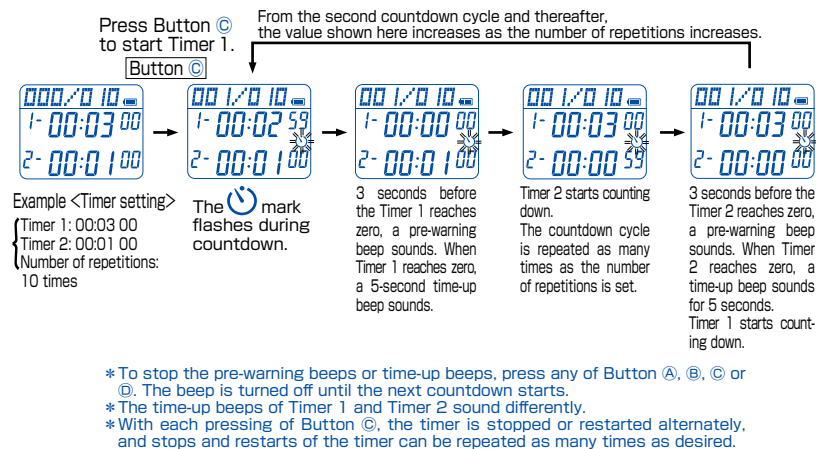 Press Button Ⓒ
to start Timer 1.
Button Ⓒ
From the second countdown cycle and thereafter,
the value shown here increases as the number of repetitions increases.
000/010
1- 00:03 00
2- 00:01 00
001/010
1- 00:02 59
2- 00:01 00
001/010
1- 00:00 00
2- 00:01 00
001/010
1- 00:03 00
2- 00:00 59
001/010
1- 00:03 00
2- 00:00 00
Example <Timer setting>
Timer 1: 00:03 00
Timer 2: 00:01 00
Number of repetitions:
10 times
The mark
flashes during
countdown.
3 seconds before
the Timer 1 reaches
zero, a pre-warning
beep sounds. When
Timer 1 reaches zero,
a 5-second time-up
beep sounds.
Timer 2 starts counting
down.
The countdown cycle
is repeated as many
times as the number
of repetitions is set.
3 seconds before the
Timer 2 reaches zero,
a pre-warning beep
sounds. When Timer
2 reaches zero, a
time-up beep sounds
for 5 seconds.
Timer 1 starts count-
ing down.
*To stop the pre-warning beeps or time-up beeps, press any of Button Ⓐ, Ⓑ, Ⓒ or
Ⓓ. The beep is turned off until the next countdown starts.
*The time-up beeps of Timer 1 and Timer 2 sound differently.
*With each pressing of Button Ⓒ, the timer is stopped or restarted alternately,
and stops and restarts of the timer can be repeated as many times as desired.